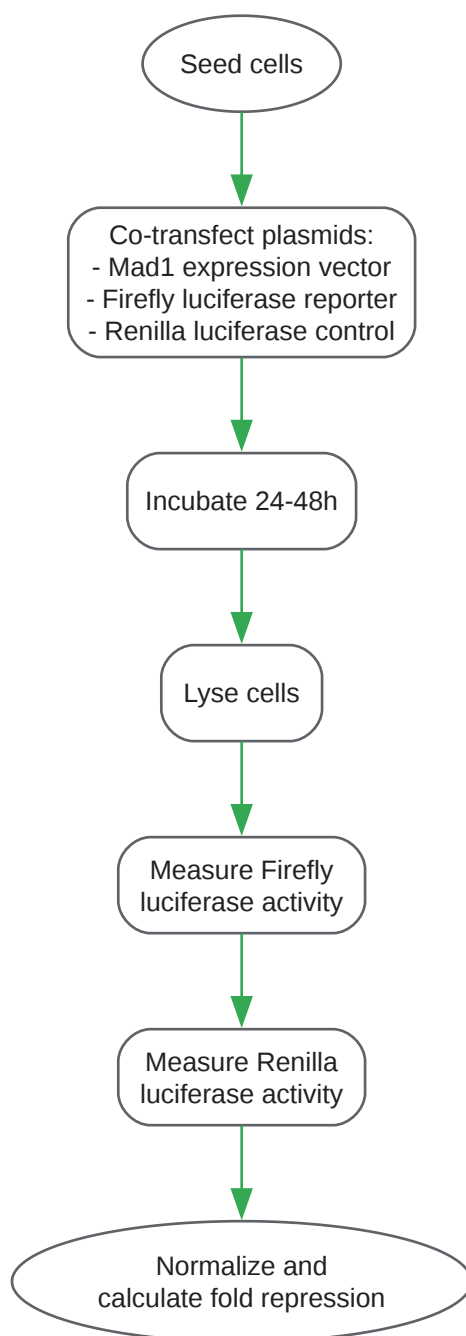 Seed cells
Co-transfect plasmids:
- Mad1 expression vector
- Firefly luciferase reporter
- Renilla luciferase control
Incubate 24-48h
Lyse cells
Measure Firefly
luciferase activity
Measure Renilla
luciferase activity
Normalize and
calculate fold repression